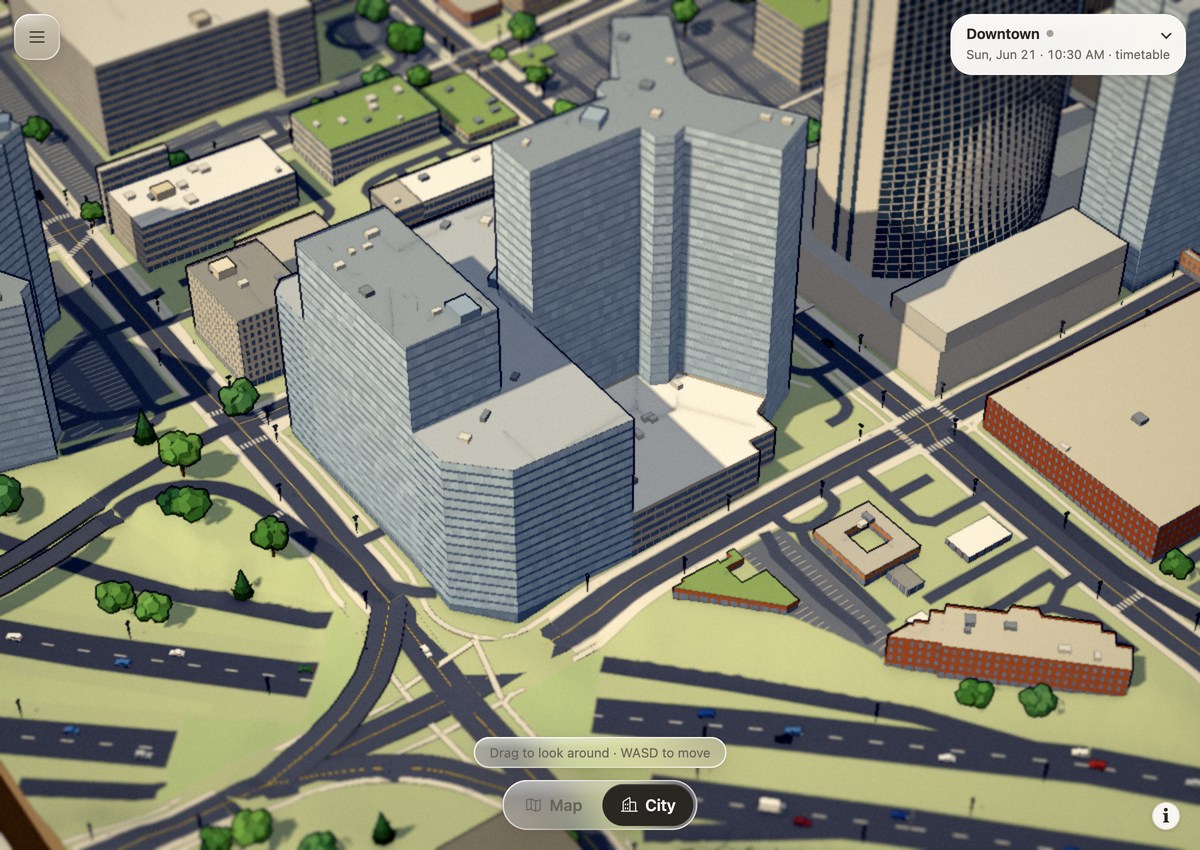 Downtown
Sun, Jun 21 · 10:30 AM · timetable
Drag to look around · WASD to move
Map
City
i